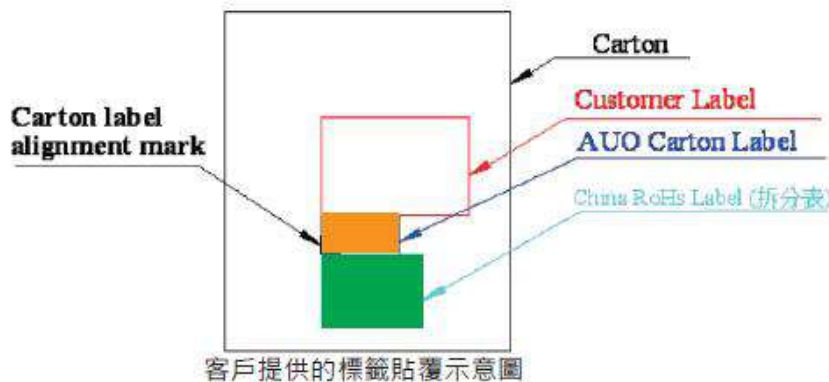 Carton
Carton label
alignment mark
Customer Label
AUO Carton Label
China RoHs Label (拆分表)
客戶提供的標籤貼覆示意圖